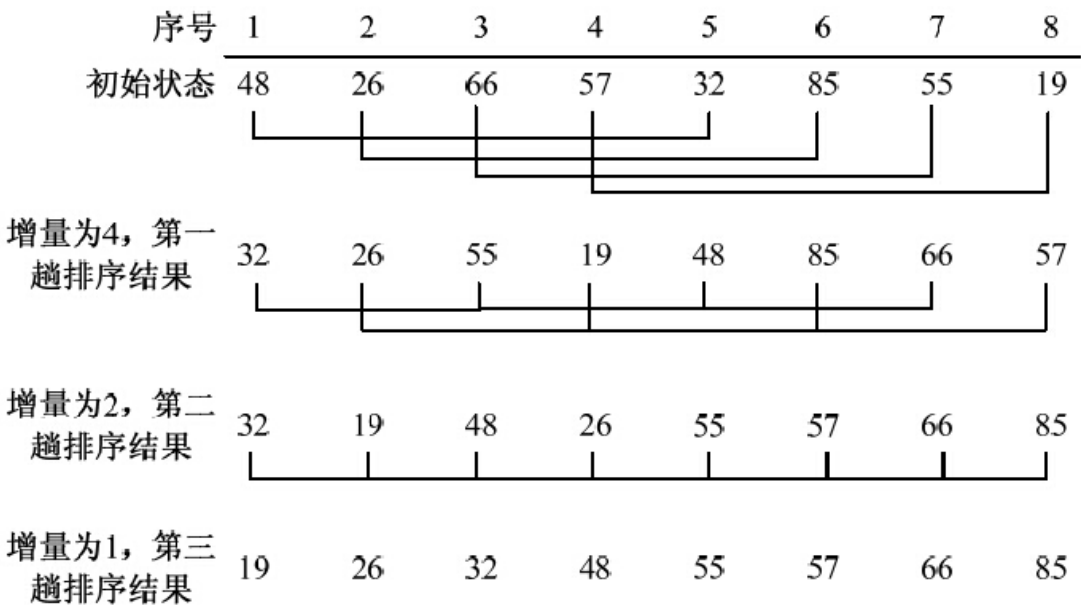 序号 1 2 3 4 5 6 7 8
初始状态 48 26 66 57 32 85 55 19
增量为4，第一
趟排序结果 32 26 55 19 48 85 66 57
增量为2，第二
趟排序结果 32 19 48 26 55 57 66 85
增量为1，第三
趟排序结果 19 26 32 48 55 57 66 85